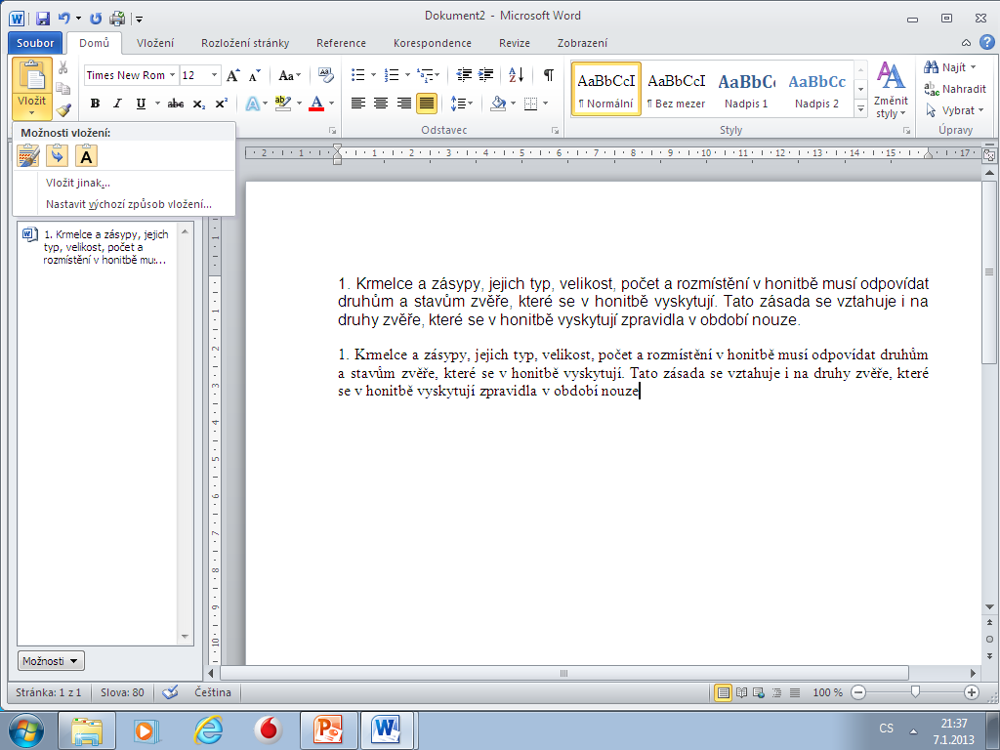 Dokument2 - Microsoft Word
Soubor Domů Vložení Rozložení stránky Reference Korespondence Revize Zobrazení
Vložit
Times New Rom 12
AaBbCcI AaBbCcI AaBbCc AaBbCc
¶ Normální ¶ Bez mezer Nadpis 1 Nadpis 2
Změnit styly
Najít
Nahradit
Vybrat
Odstavec Styly Úpravy
Možnosti vložení:
Vložit jinak...
Nastavit výchozí způsob vložení...
1. Krmelce a zásypy, jejich
typ, velikost, počet a
rozmístění v honitbě mu...
1. Krmelce a zásypy, jejich typ, velikost, počet a rozmístění v honitbě musí odpovídat
druhům a stavům zvěře, které se v honitbě vyskytují. Tato zásada se vztahuje i na
druhy zvěře, které se v honitbě vyskytují zpravidla v období nouze.
1. Krmelce a zásypy, jejich typ, velikost, počet a rozmístění v honitbě musí odpovídat druhům
a stavům zvěře, které se v honitbě vyskytují. Tato zásada se vztahuje i na druhy zvěře, které
se v honitbě vyskytují zpravidla v období nouze
Možnosti
Stránka: 1 z 1 Slova: 80 Čeština 100 %
CS 21:37
7.1.2013